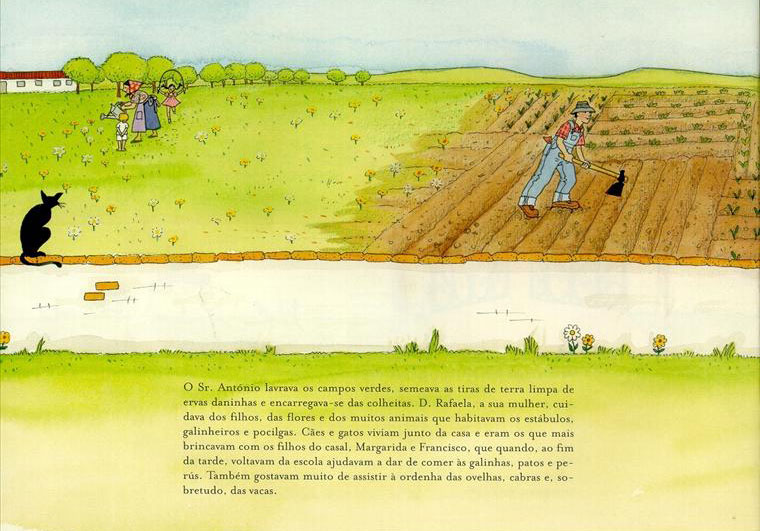 O Sr. António lavrava os campos verdes, semeava as tiras de terra limpa de
ervas daninhas e encarregava-se das colheitas. D. Rafaela, a sua mulher, cui-
dava dos filhos, das flores e dos muitos animais que habitavam os estábulos,
galinheiros e pocilgas. Cães e gatos viviam junto da casa e eram os que mais
brincavam com os filhos do casal, Margarida e Francisco, que quando, ao fim
da tarde, voltavam da escola ajudavam a dar de comer às galinhas, patos e pe-
rús. Também gostavam muito de assistir à ordenha das ovelhas, cabras e, so-
bretudo, das vacas.